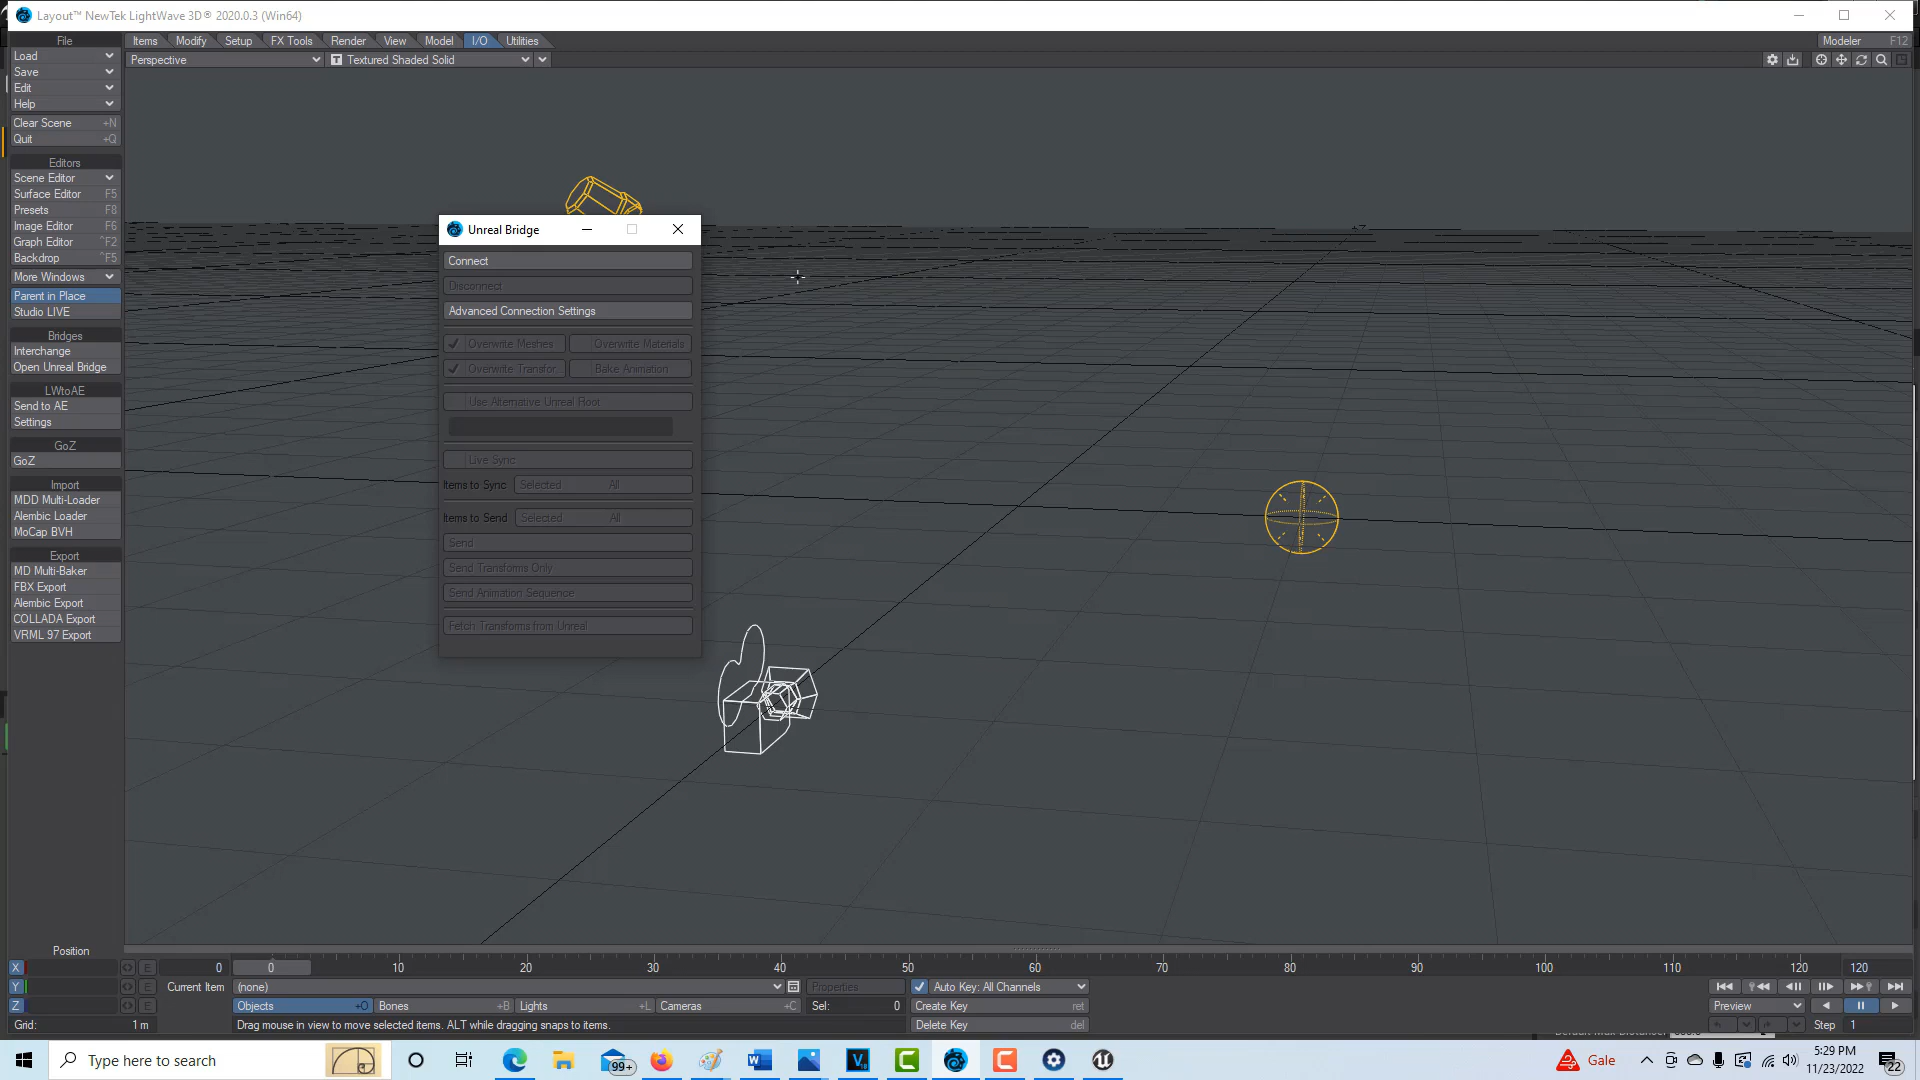 Layout™ NewTek LightWave 3D® 2020.0.3 (Win64)
File
Items Modify Setup FX Tools Render View Model I/O Utilities
Modeler F12
Load
Perspective
T Textured Shaded Solid
Save
Edit
Help
Clear Scene +N
Quit +Q
Editors
Scene Editor
Surface Editor F5
Presets F8
Image Editor F6
Graph Editor ^F2
Backdrop ^F5
More Windows
Parent in Place
Studio LIVE
Bridges
Interchange
Open Unreal Bridge
LWtoAE
Send to AE
Settings
GoZ
GoZ
Import
MDD Multi-Loader
Alembic Loader
MoCap BVH
Export
MD Multi-Baker
FBX Export
Alembic Export
COLLADA Export
VRML 97 Export
Unreal Bridge
Connect
Disconnect
Advanced Connection Settings
Overwrite Meshes Overwrite Materials
Overwrite Transfor Bake Animation
Use Alternative Unreal Root
Live Sync
Items to Sync Selected All
Items to Send Selected All
Send
Send Transforms Only
Send Animation Sequence
Fetch Transforms from Unreal
Position
X 0 0 10 20 30 40 50 60 70 80 90 100 110 120 120
Y E Current Item (none) Properties Auto Key: All Channels
Z E Objects +O Bones +B Lights +L Cameras +C Sel: 0 Create Key ret Preview
Grid: 1 m Drag mouse in view to move selected items. ALT while dragging snaps to items. Delete Key del Step 1
Type here to search
99+
Gale
5:29 PM
11/23/2022
22